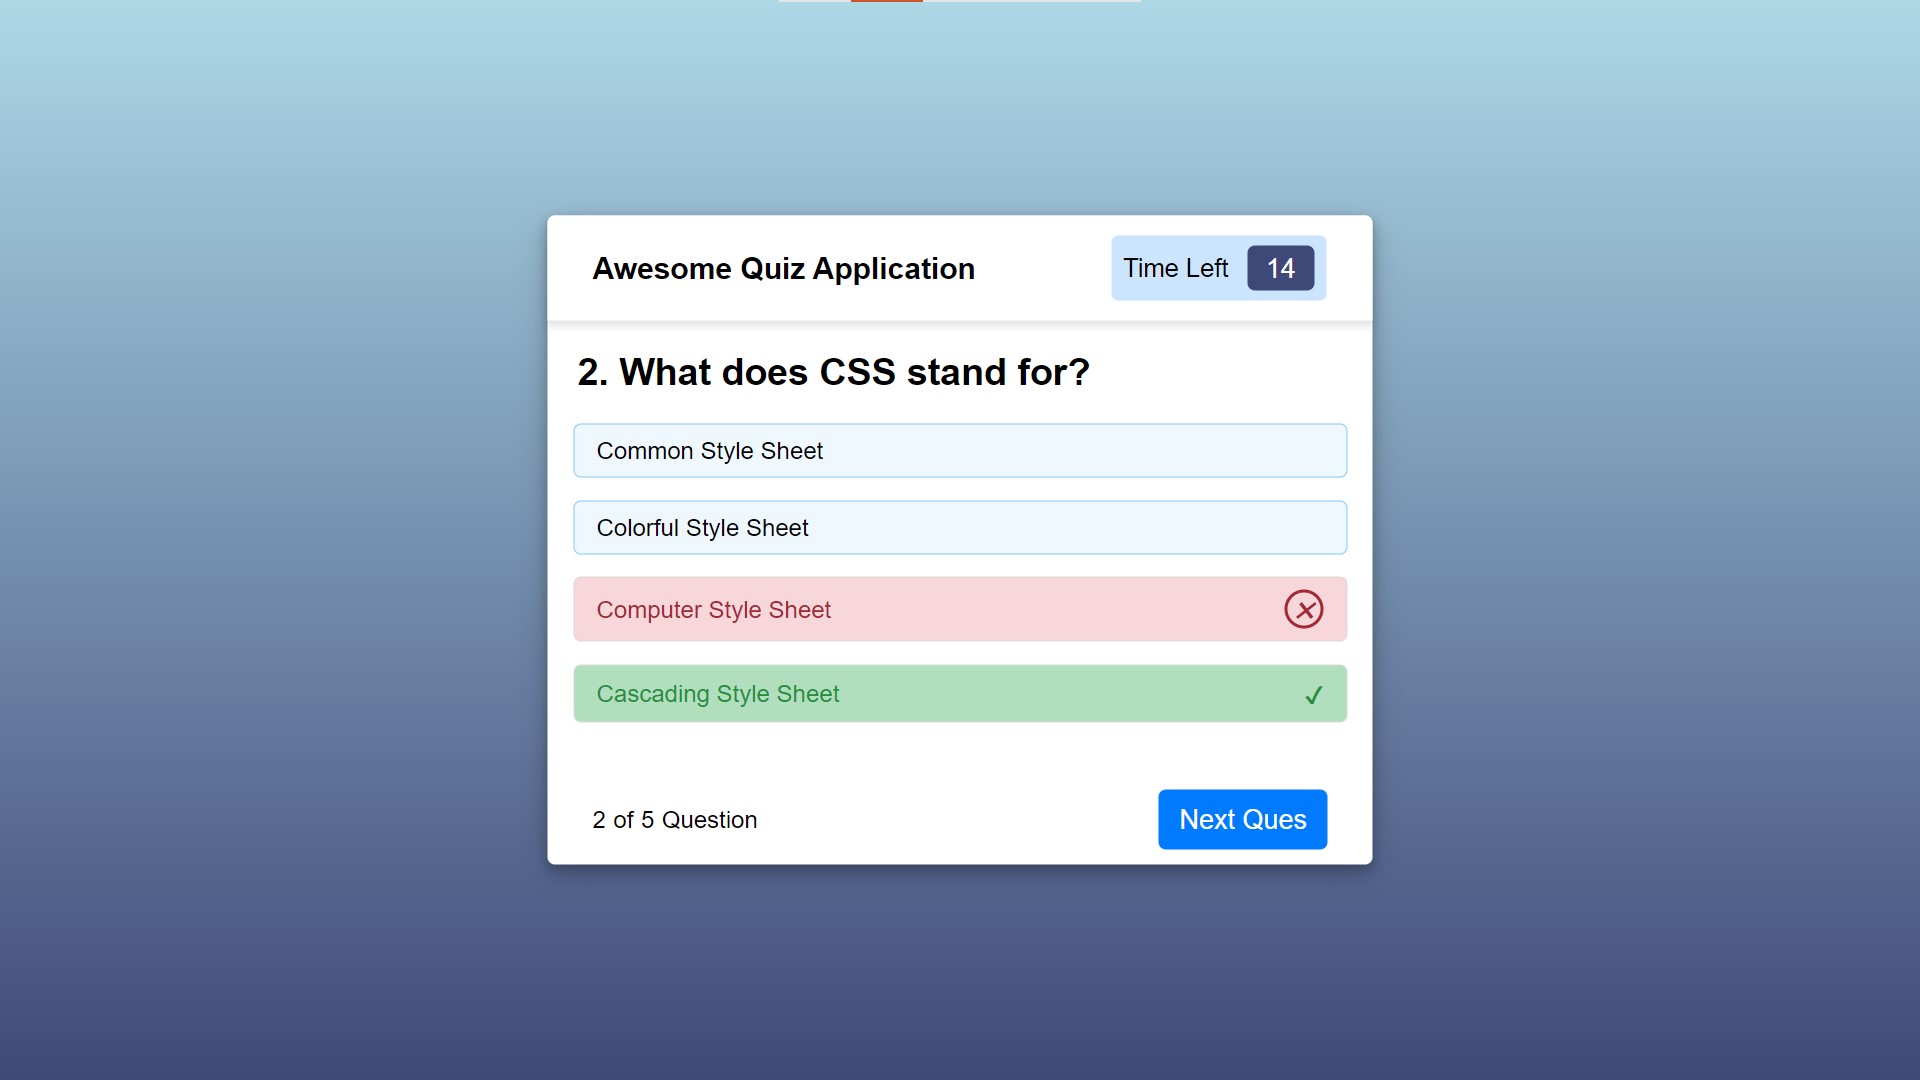 Awesome Quiz Application
Time Left 14
2. What does CSS stand for?
Common Style Sheet
Colorful Style Sheet
Computer Style Sheet
Cascading Style Sheet
2 of 5 Question
Next Ques